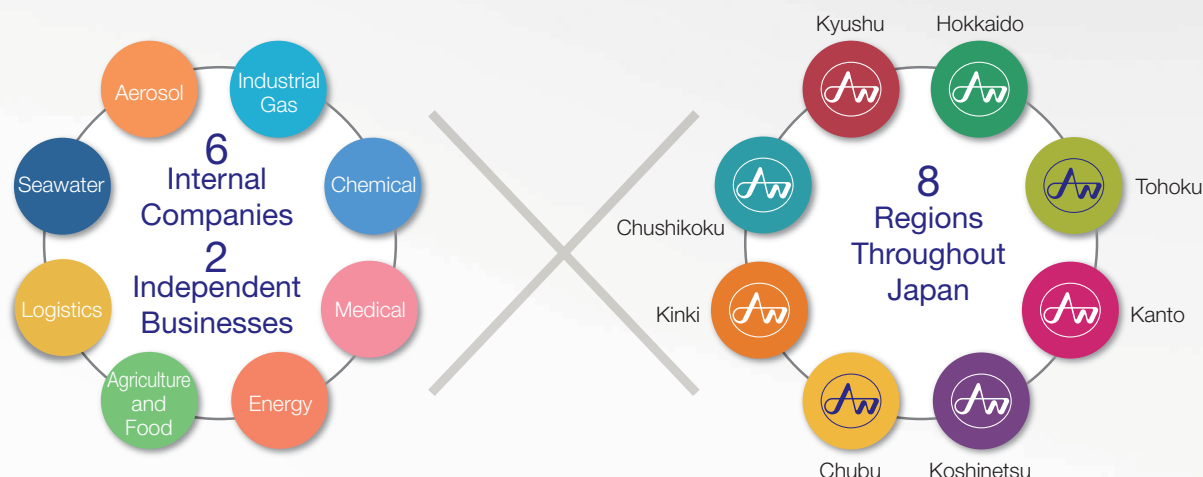 Aerosol
Industrial
Gas
Seawater
6
Internal
Companies
2
Independent
Businesses
Chemical
Logistics
Medical
Agriculture
and
Food
Energy
Kyushu
Hokkaido
Chushikoku
8
Regions
Throughout
Japan
Tohoku
Kinki
Kanto
Chubu
Koshinetsu